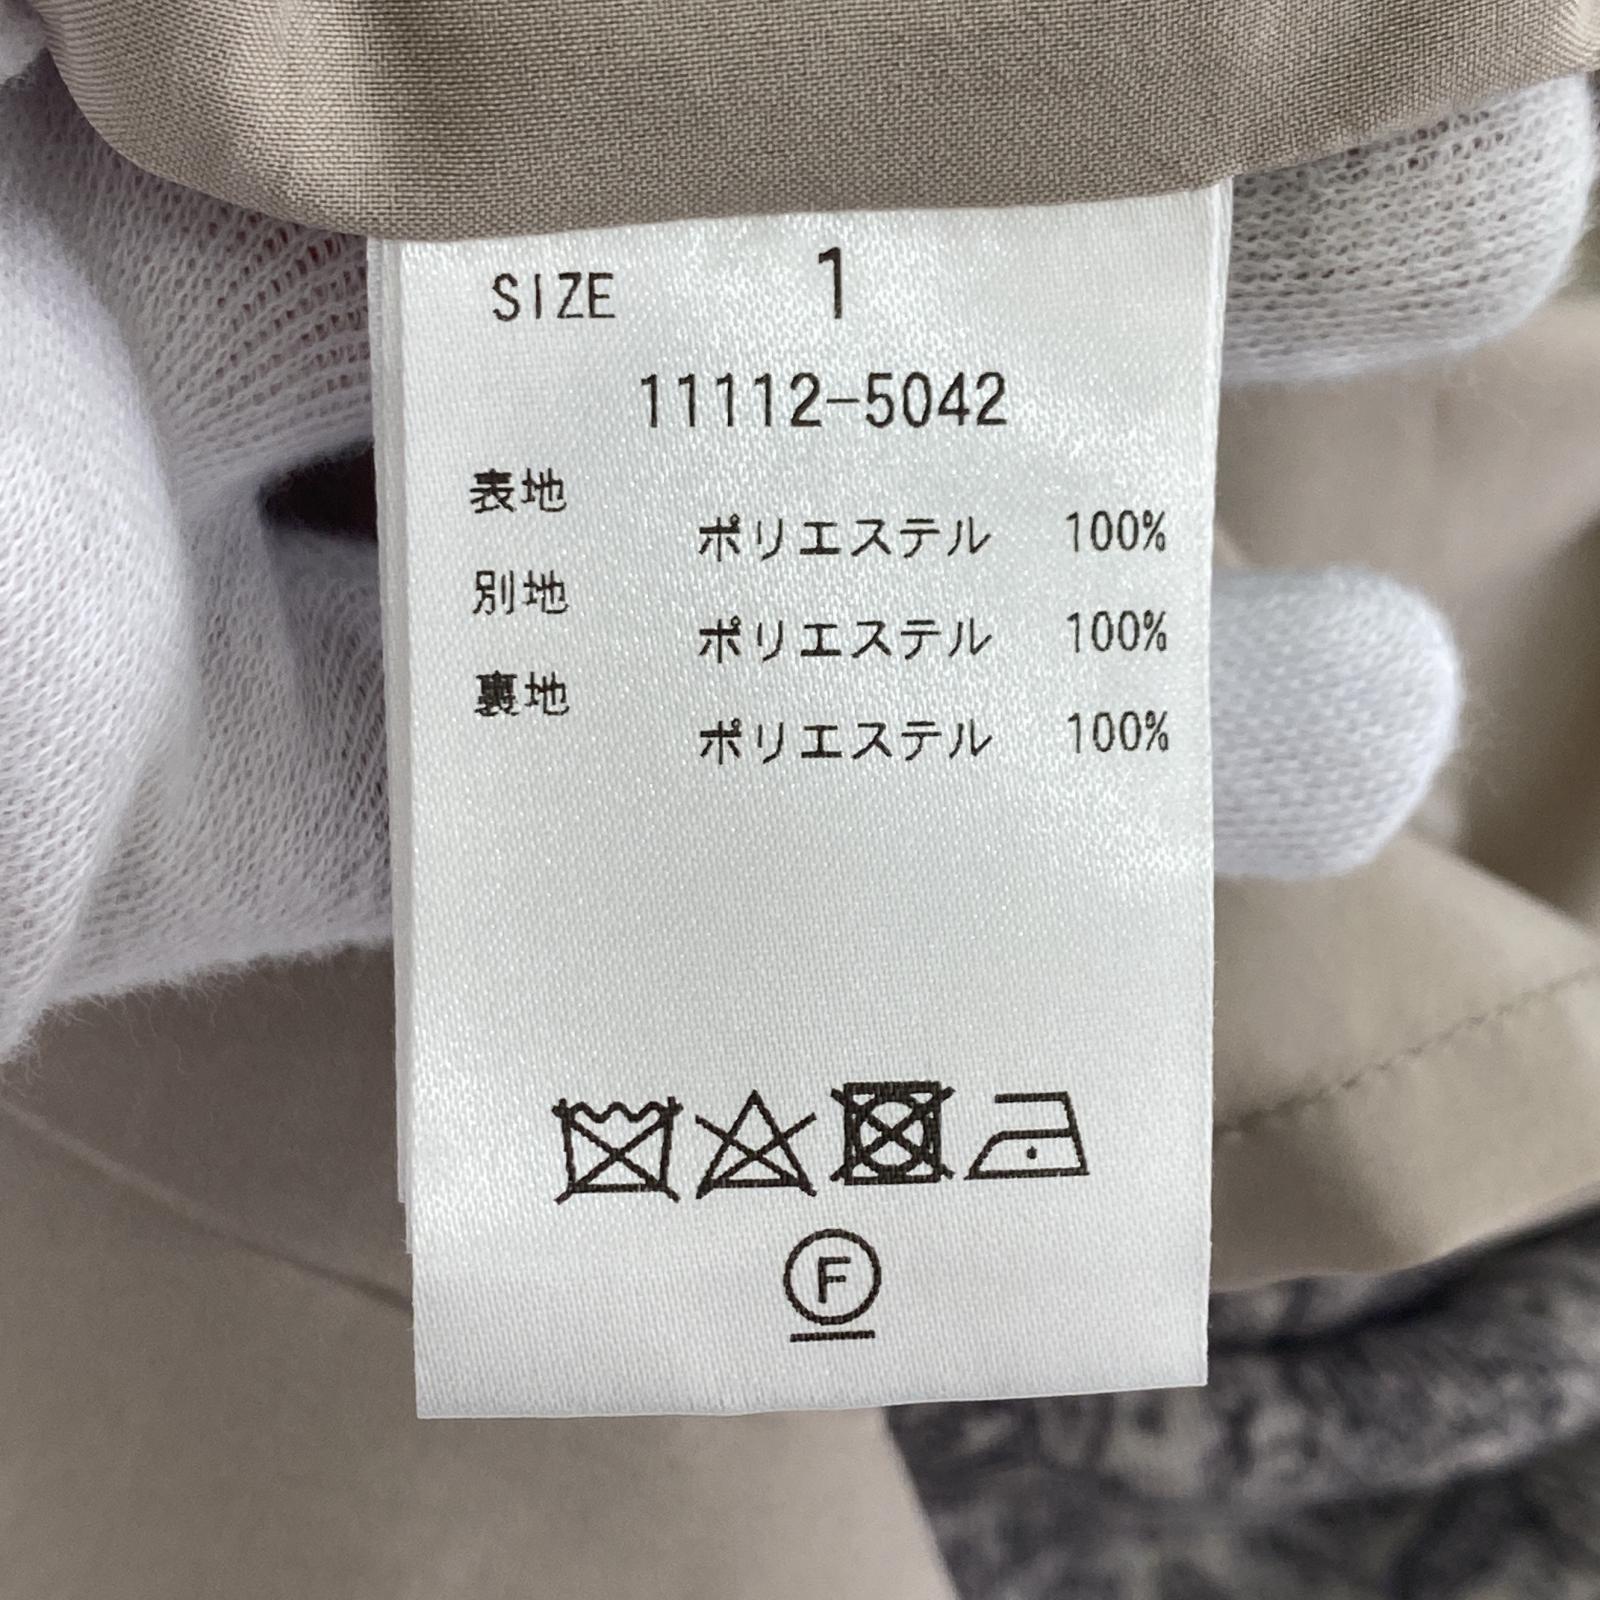 SIZE 1
11112-5042
表地
ポリエステル 100%
別地
ポリエステル 100%
裏地
ポリエステル 100%
F